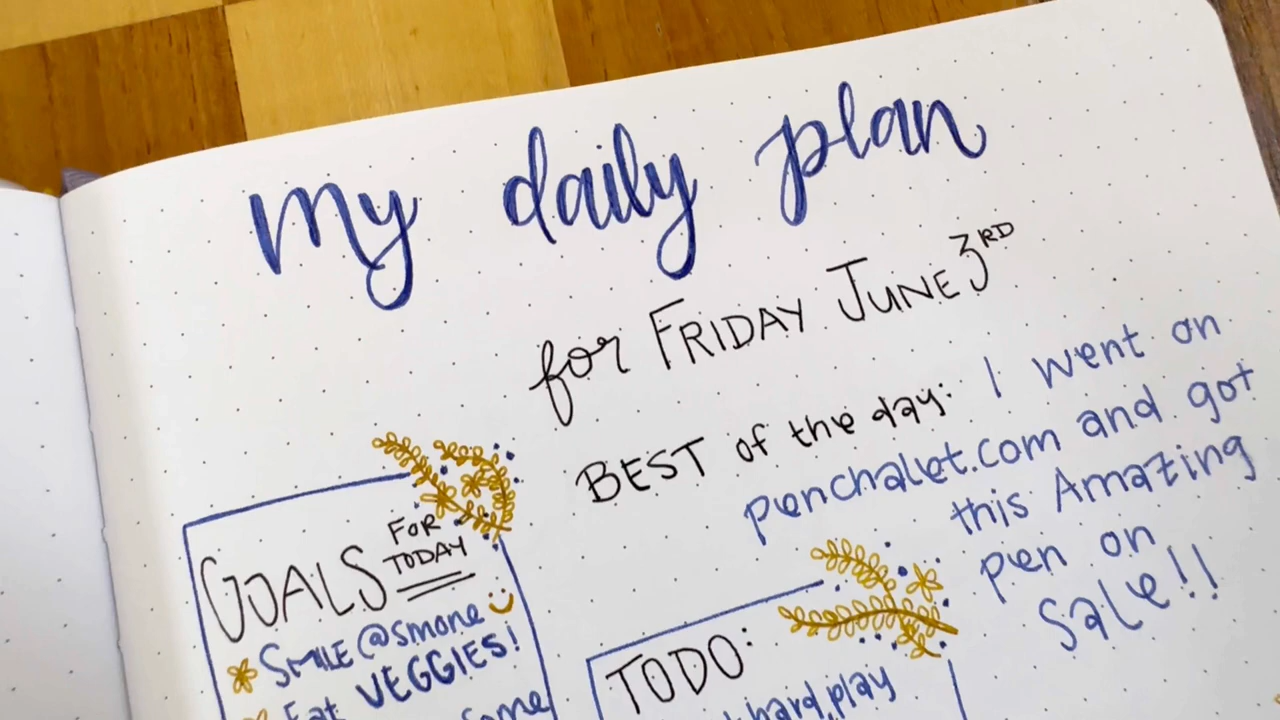 my daily plan
for FRIDAY JUNE 3RD
BEST of the day: I went on
penchalet.com and got
this Amazing
pen on
sale!!
GOALS FOR
TODAY
SMILE @ smone
Eat VEGGIES!
some
TODO:
hard, play